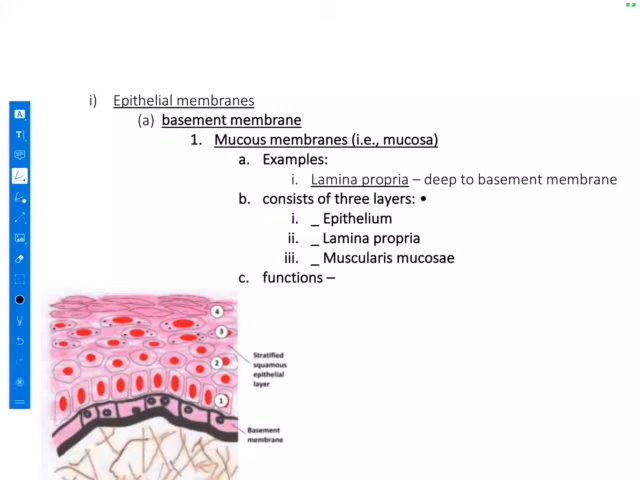 i) Epithelial membranes
(a) basement membrane
1. Mucous membranes (i.e., mucosa)
a. Examples:
i. Lamina propria – deep to basement membrane
b. consists of three layers: •
i. _ Epithelium
ii. _ Lamina propria
iii. _ Muscularis mucosae
c. functions –
4
3
Stratified
squamous
epithelial
layer
2
1
Basement
membrane
A
T